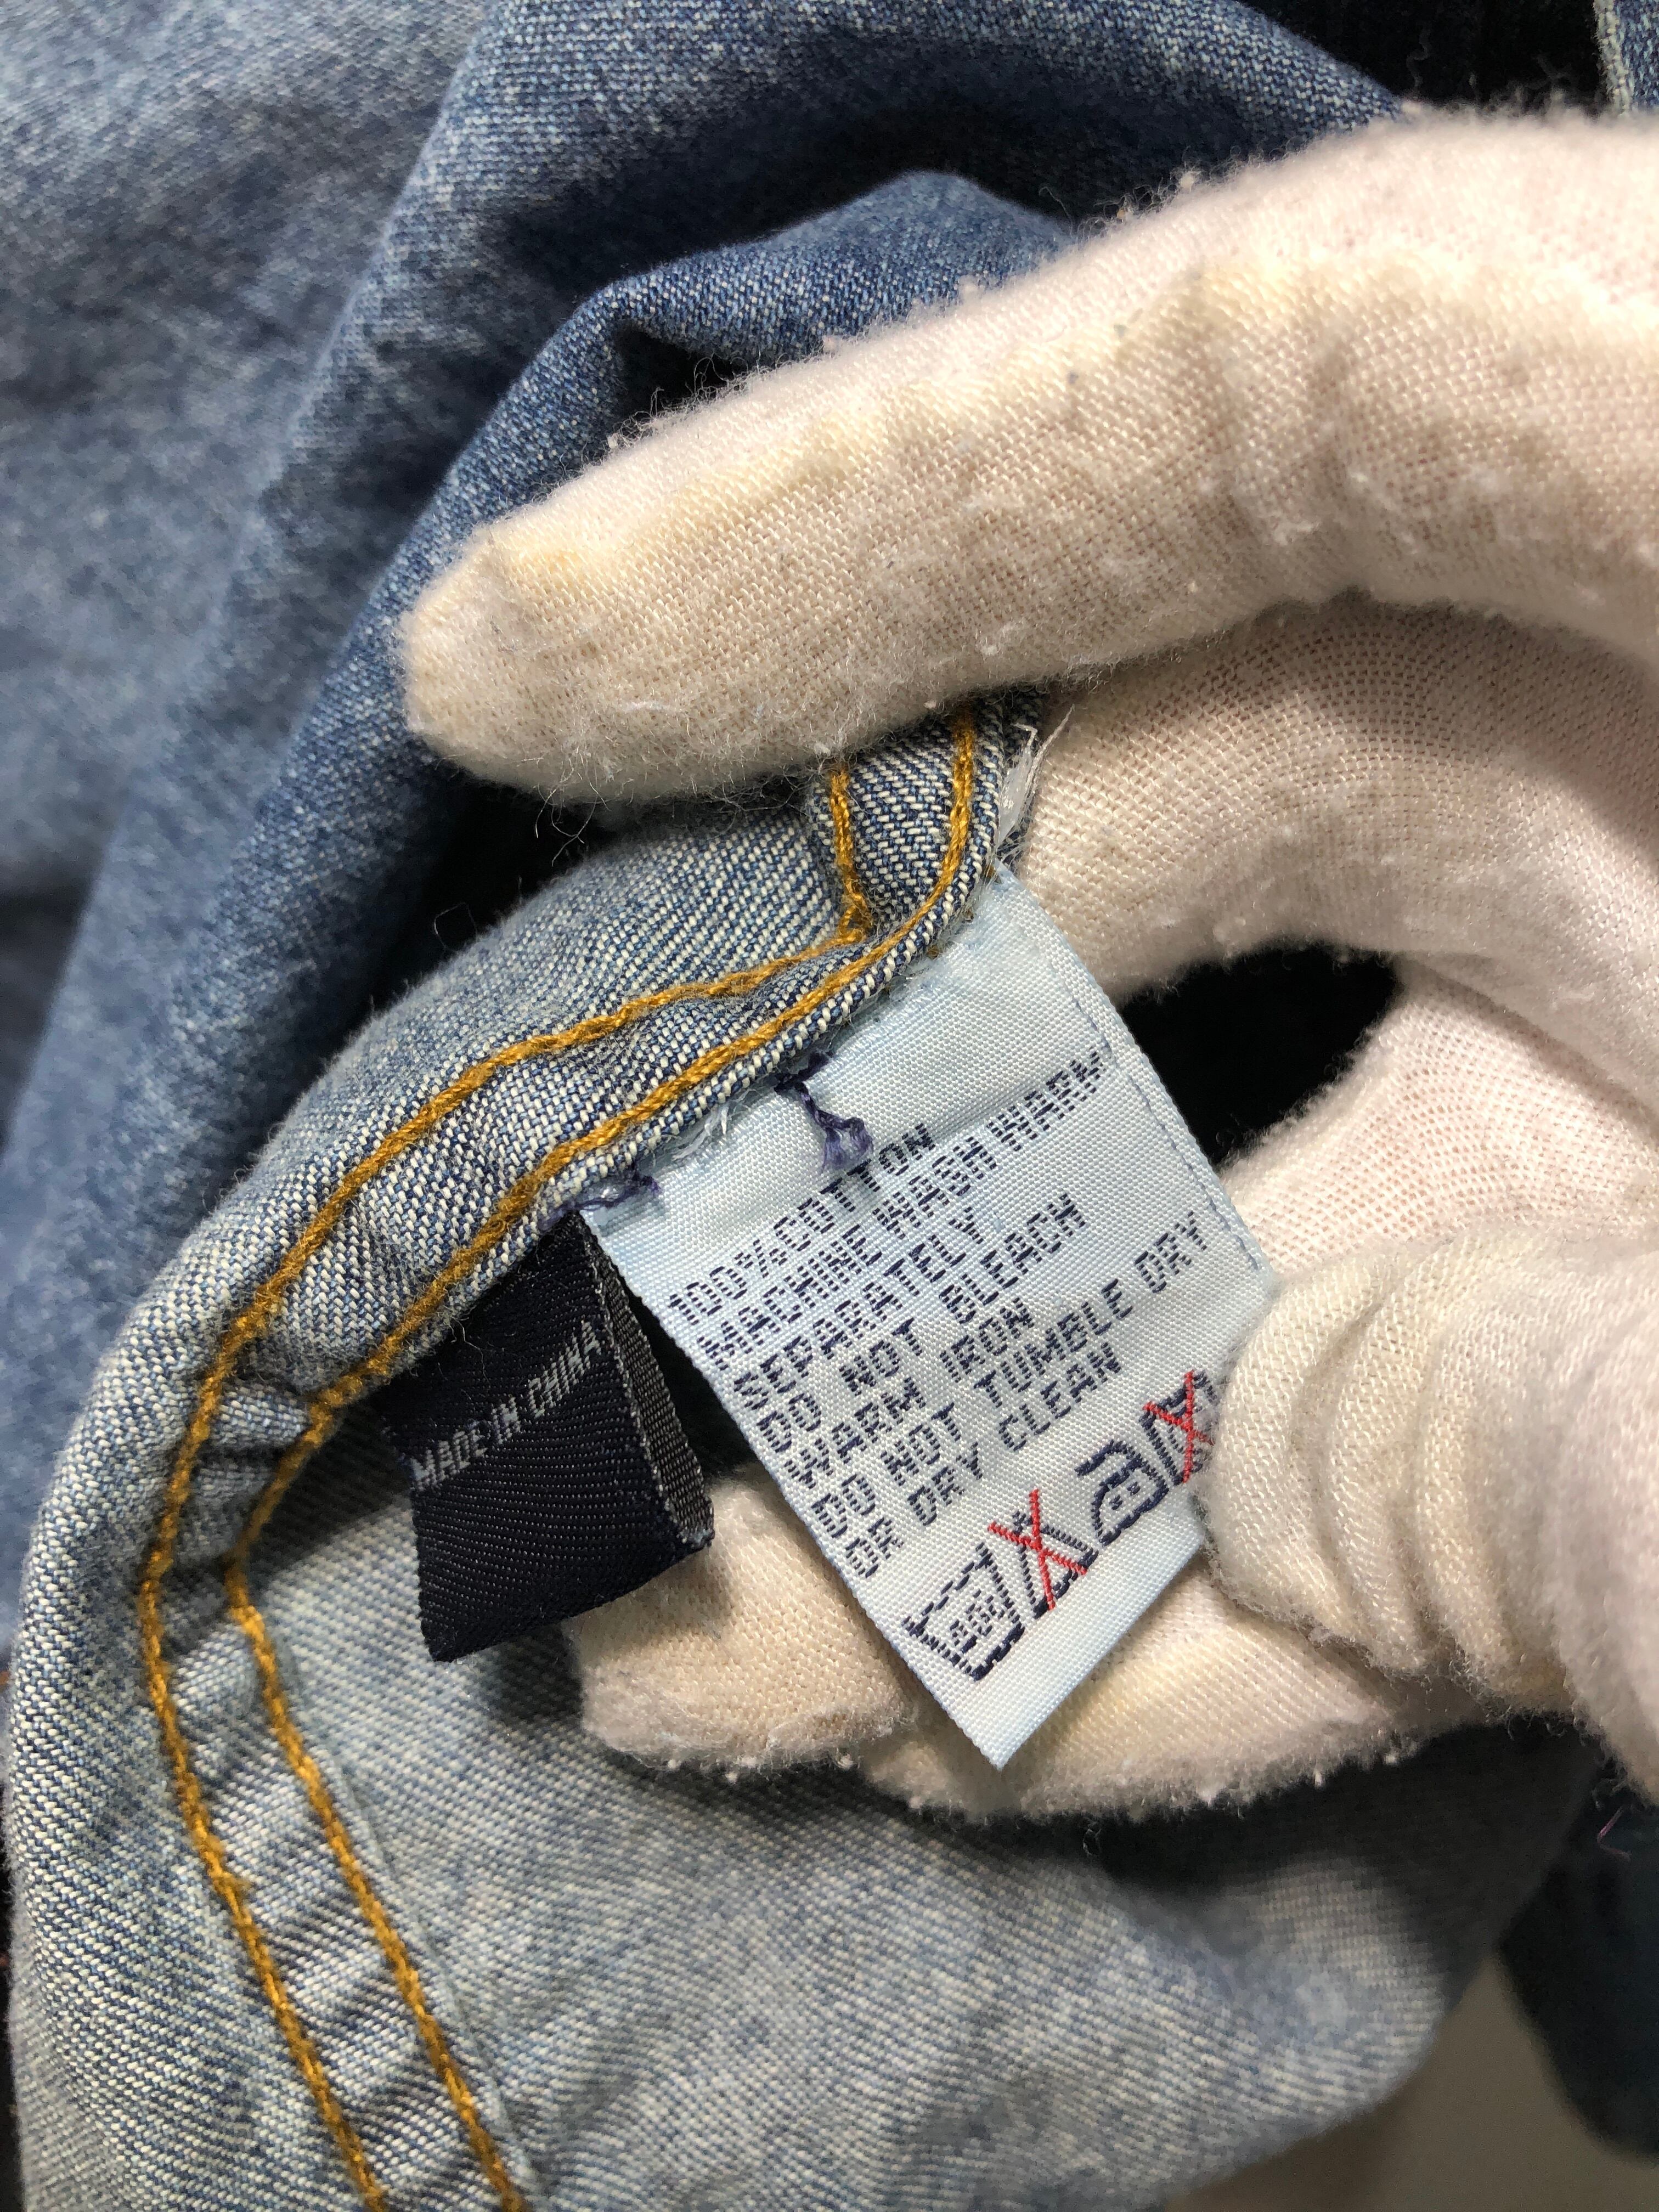 100%COTTON
MACHINE WASH WARM
SEPARATELY
DO NOT BLEACH
WARM IRON
DO NOT TUMBLE DRY
OR DRY CLEAN
MADE IN CHINA